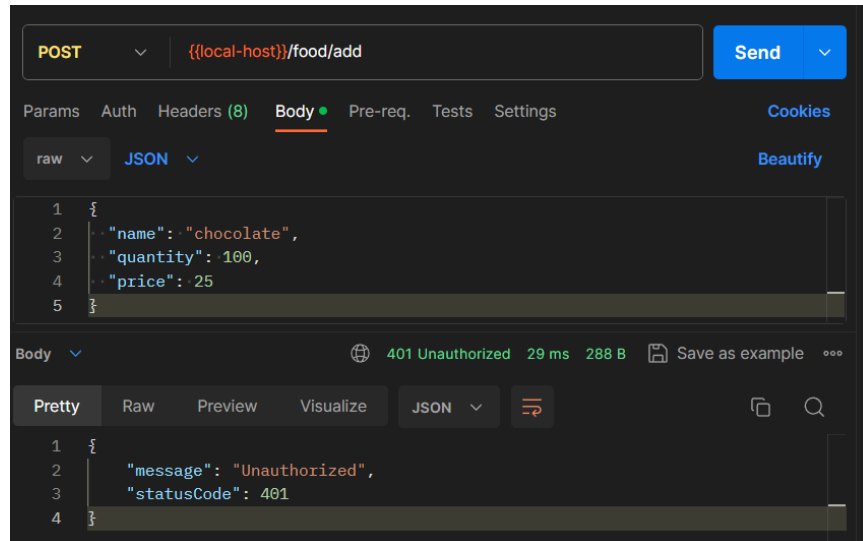 POST {{local-host}}/food/add Send
Params Auth Headers (8) Body Pre-req. Tests Settings Cookies
raw JSON Beautify
1 {
2 "name": "chocolate",
3 "quantity": 100,
4 "price": 25
5 }
Body 401 Unauthorized 29 ms 288 B Save as example
Pretty Raw Preview Visualize JSON
1 {
2 "message": "Unauthorized",
3 "statusCode": 401
4 }